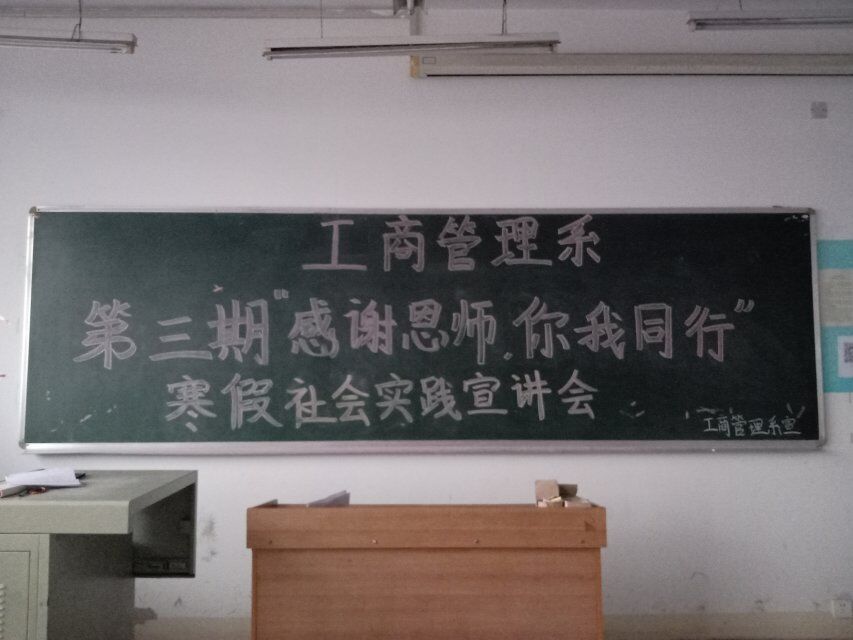 工商管理系
第三期“感谢恩师,你我同行”
寒假社会实践宣讲会
工商管理系宣